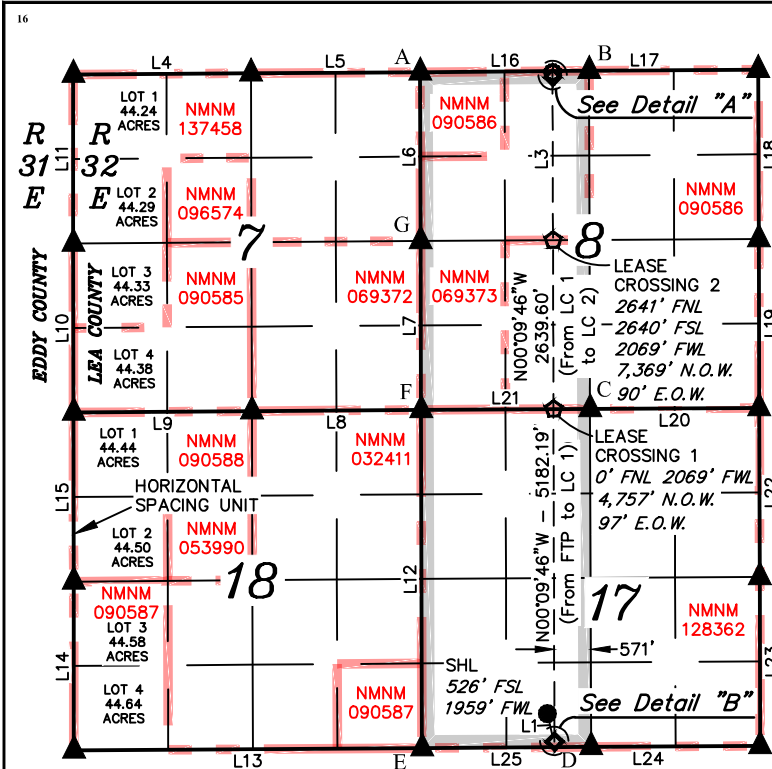 16
L4
L5
A
L16
B
L17
LOT 1
44.24
ACRES
NMNM
137458
NMNM
090586
See Detail "A"
R
31
E
R
32
E
L11
L6
L3
L18
LOT 2
44.29
ACRES
NMNM
096574
NMNM
090586
7
G
8
LOT 3
44.33
ACRES
NMNM
090585
NMNM
069372
NMNM
069373
LEASE
CROSSING 2
2641' FNL
2640' FSL
2069' FWL
7,369' N.O.W.
90' E.O.W.
EDDY COUNTY
LEA COUNTY
L10
L7
N00°09'46"W
2639.60'
(From LC 1
to LC 2)
L19
LOT 4
44.38
ACRES
F
C
L9
L8
L21
L20
LOT 1
44.44
ACRES
NMNM
090588
NMNM
032411
LEASE
CROSSING 1
0' FNL 2069' FWL
4,757' N.O.W.
97' E.O.W.
HORIZONTAL
SPACING UNIT
L15
L22
LOT 2
44.50
ACRES
NMNM
053990
N00°09'46"W - 5182.19'
(From FTP to LC 1)
18
L12
17
NMNM
090587
LOT 3
44.58
ACRES
NMNM
128362
L14
571'
L23
LOT 4
44.64
ACRES
NMNM
090587
SHL
526' FSL
1959' FWL
See Detail "B"
L1
L13
E
L25
D
L24